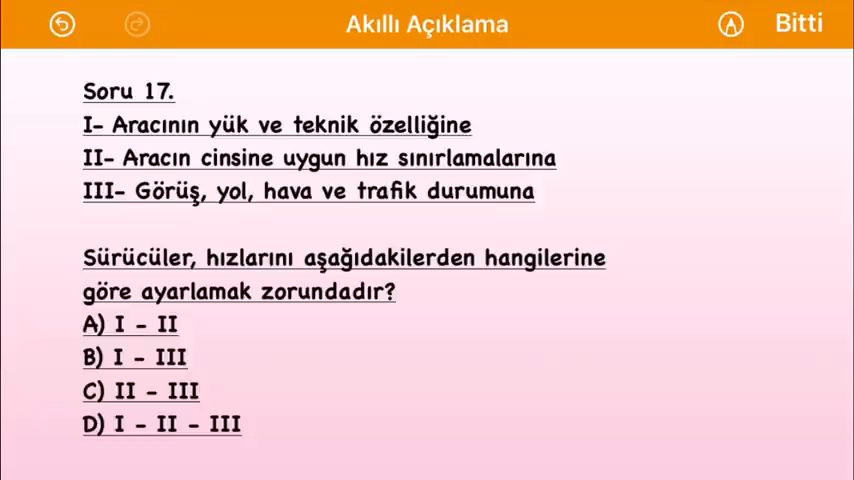 Akıllı Açıklama
Bitti
Soru 17.
I- Aracının yük ve teknik özelliğine
II- Aracın cinsine uygun hız sınırlamalarına
III- Görüş, yol, hava ve trafik durumuna
Sürücüler, hızlarını aşağıdakilerden hangilerine
göre ayarlamak zorundadır?
A) I - II
B) I - III
C) II - III
D) I - II - III